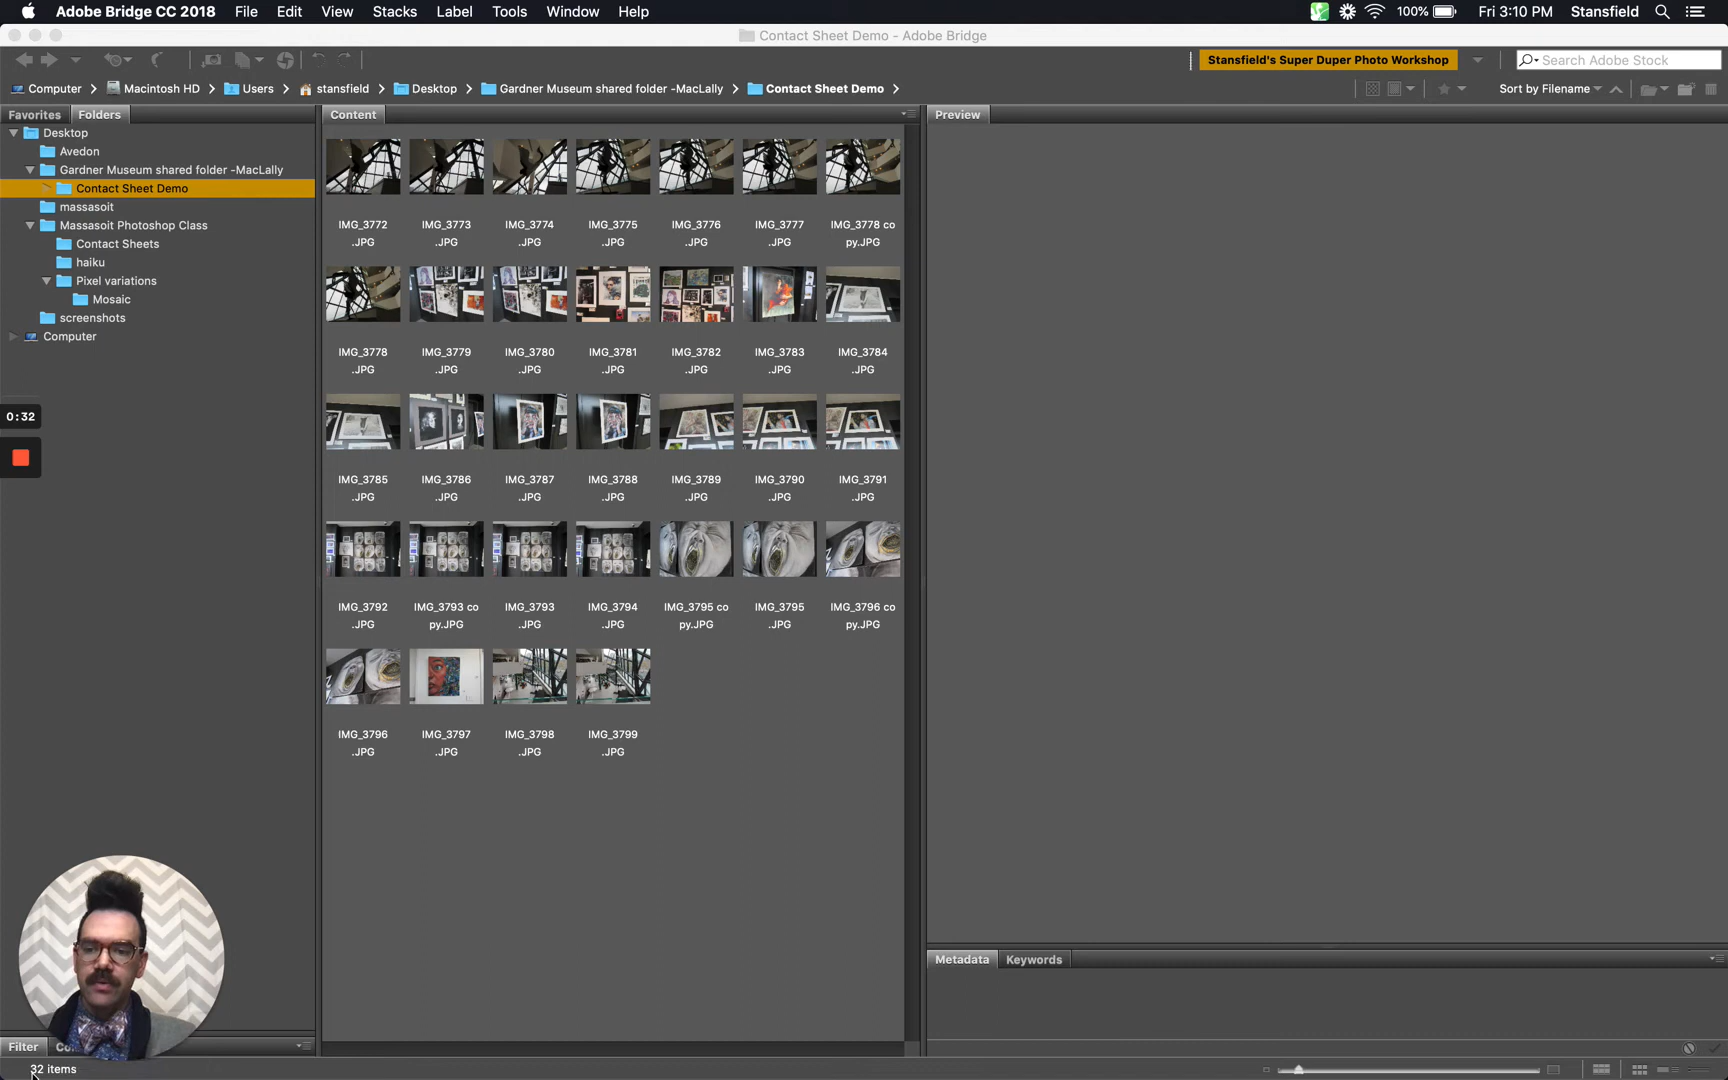 Adobe Bridge CC 2018 File Edit View Stacks Label Tools Window Help 100% Fri 3:10 PM Stansfield
Contact Sheet Demo - Adobe Bridge
Stansfield's Super Duper Photo Workshop Search Adobe Stock
Computer Macintosh HD Users stansfield Desktop Gardner Museum shared folder -MacLally Contact Sheet Demo Sort by Filename
Favorites Folders Content Preview
Desktop
Avedon
Gardner Museum shared folder -MacLally
Contact Sheet Demo
massasoit
Massasoit Photoshop Class
Contact Sheets
haiku
Pixel variations
Mosaic
screenshots
Computer
0:32
IMG_3772 IMG_3773 IMG_3774 IMG_3775 IMG_3776 IMG_3777 IMG_3778 co
.JPG .JPG .JPG .JPG .JPG .JPG py.JPG
IMG_3778 IMG_3779 IMG_3780 IMG_3781 IMG_3782 IMG_3783 IMG_3784
.JPG .JPG .JPG .JPG .JPG .JPG .JPG
IMG_3785 IMG_3786 IMG_3787 IMG_3788 IMG_3789 IMG_3790 IMG_3791
.JPG .JPG .JPG .JPG .JPG .JPG .JPG
IMG_3792 IMG_3793 co IMG_3793 IMG_3794 IMG_3795 co IMG_3795 IMG_3796 co
.JPG py.JPG .JPG .JPG py.JPG .JPG py.JPG
IMG_3796 IMG_3797 IMG_3798 IMG_3799
.JPG .JPG .JPG .JPG
Metadata Keywords
Filter
32 items